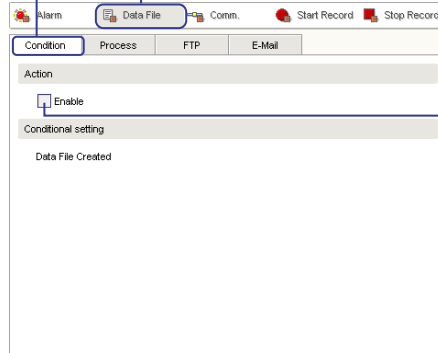 Alarm Data File Comm. Start Record Stop Record
Condition Process FTP E-Mail
Action
Enable
Conditional setting
Data File Created